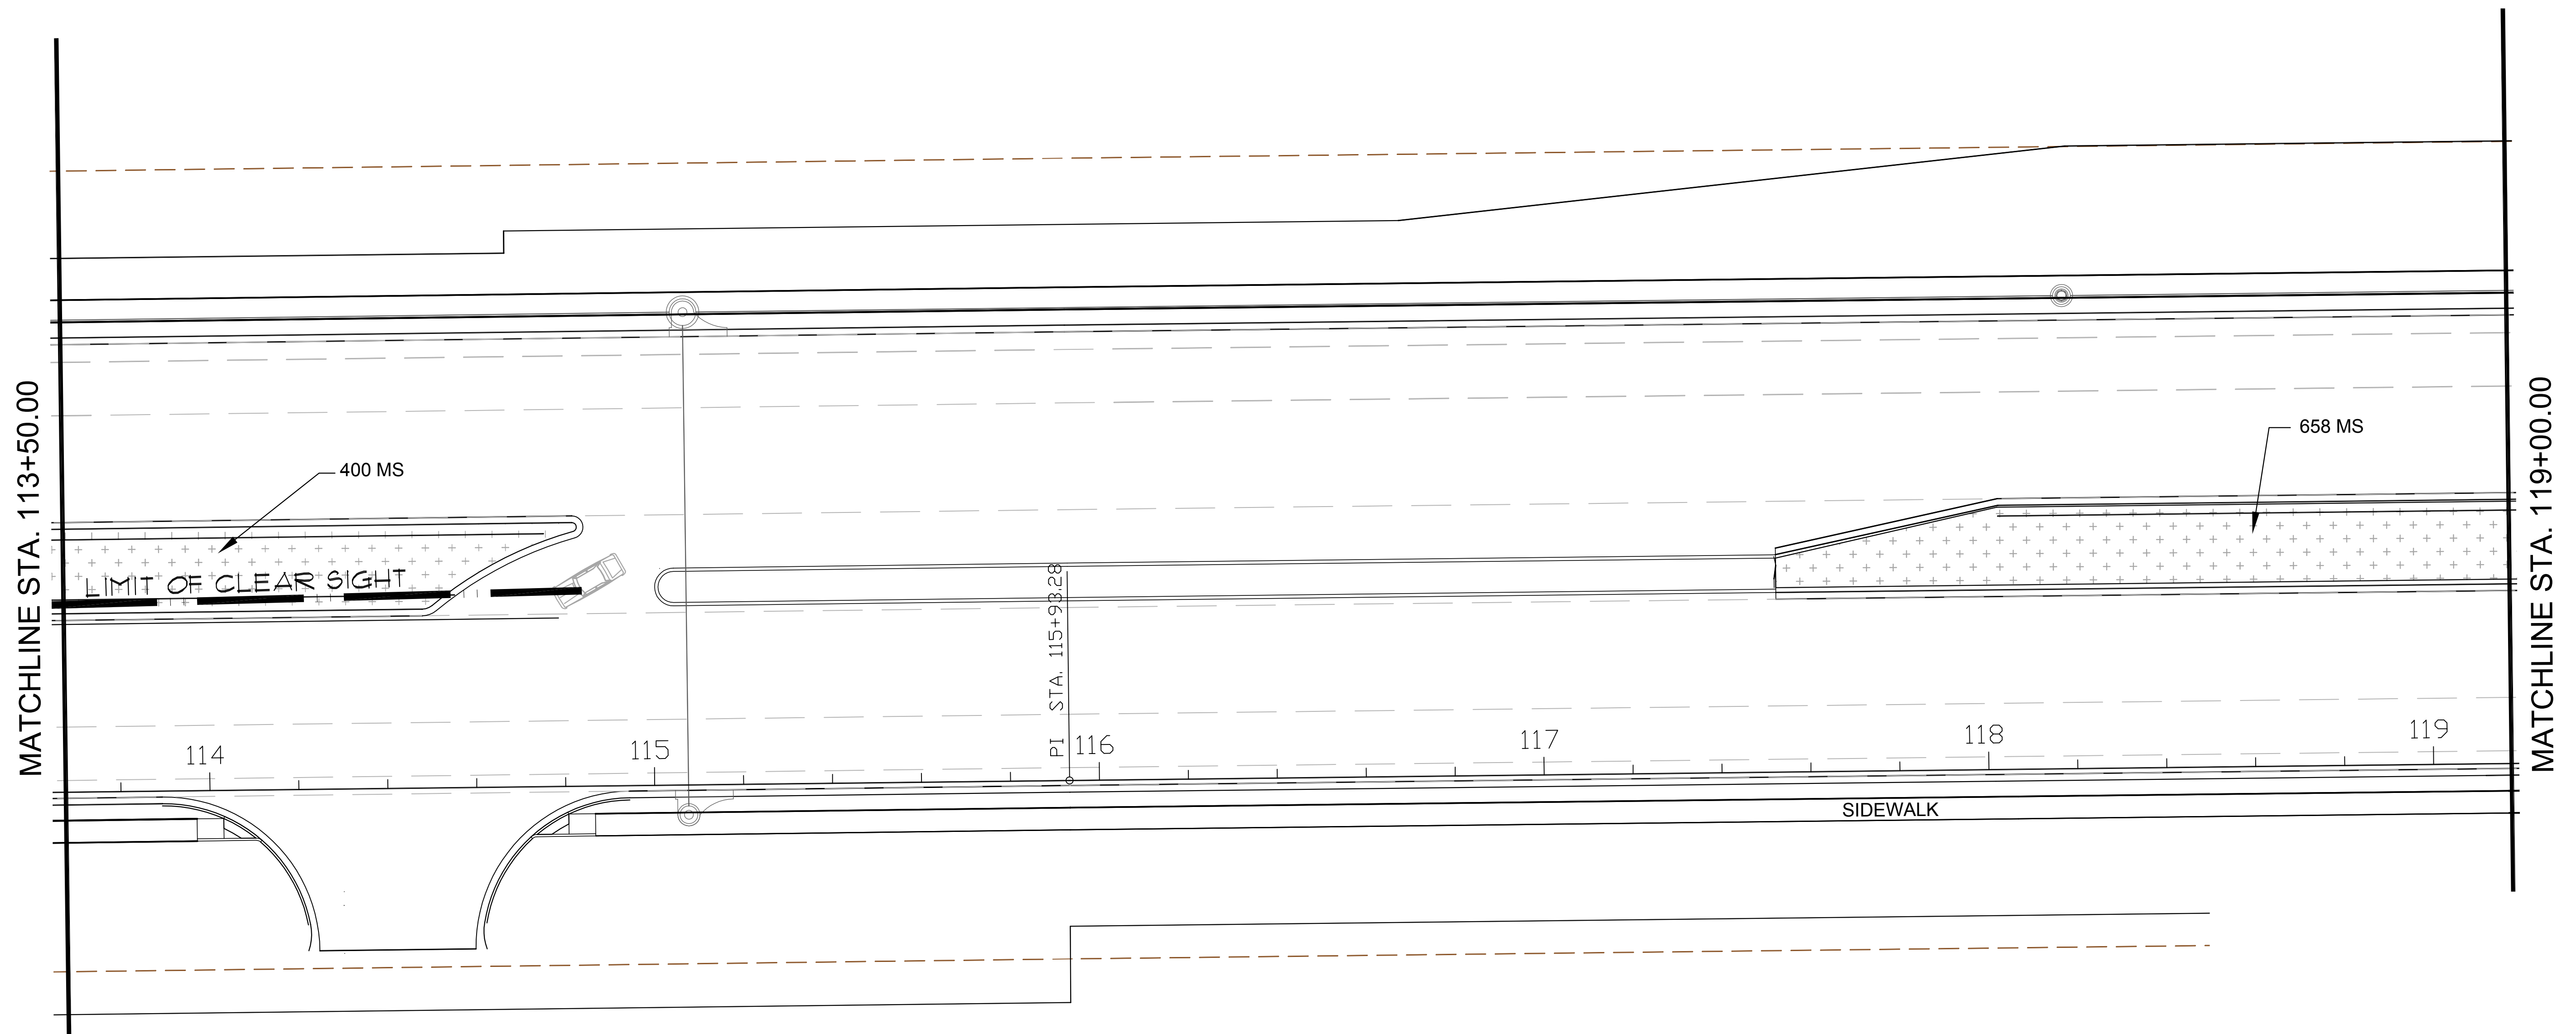 MATCHLINE STA. 113+50.00
400 MS
LIMIT OF CLEAR SIGHT
PI STA. 115+93.28
658 MS
114
115
116
117
118
119
SIDEWALK
MATCHLINE STA. 119+00.00